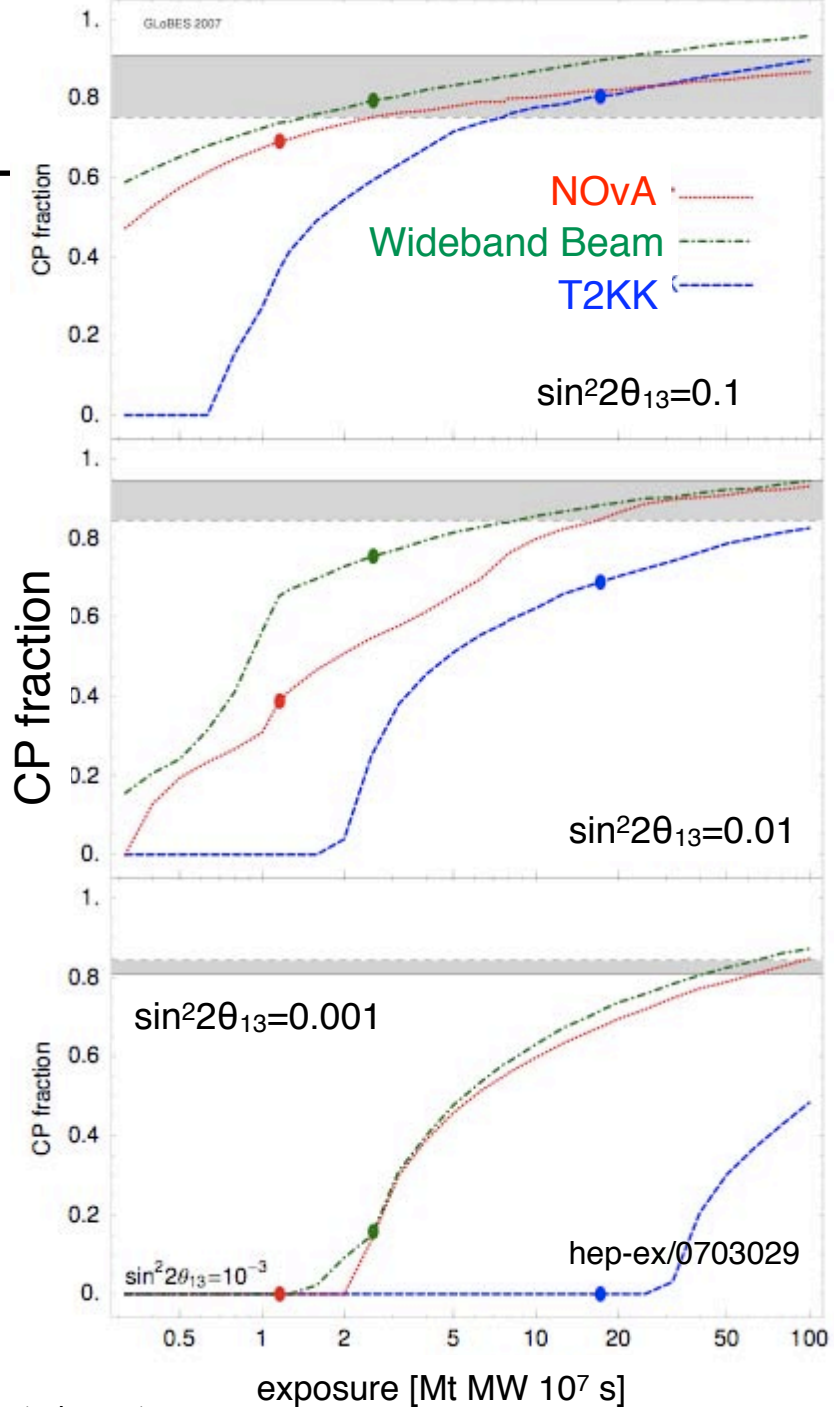 GLoBES 2007
1.
0.8
0.6
0.4
0.2
0.
CP fraction
NOvA
Wideband Beam
T2KK
sin²2θ₁₃=0.1
1.
0.8
0.6
0.4
0.2
0.
CP fraction
sin²2θ₁₃=0.01
1.
0.8
0.6
0.4
0.2
0.
CP fraction
sin²2θ₁₃=0.001
hep-ex/0703029
sin²2θ₁₃=10⁻³
0.5 1 2 5 10 20 50 100
exposure [Mt MW 10⁷ s]